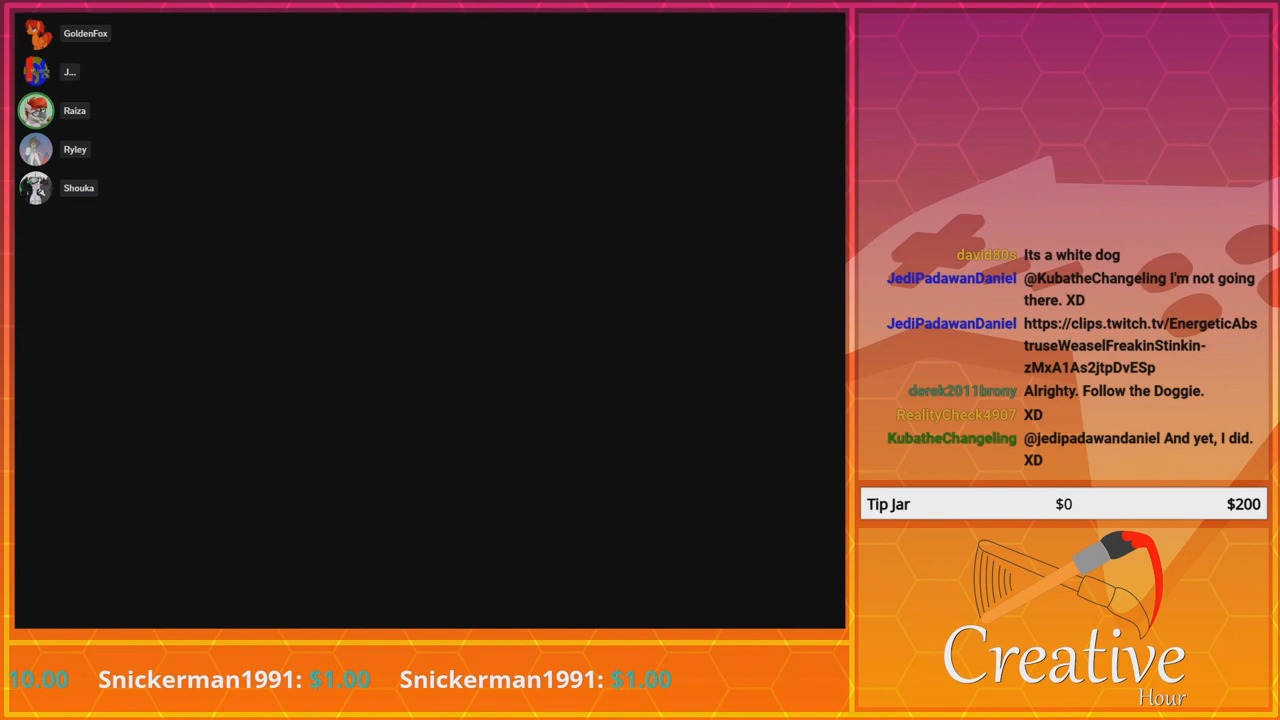 GoldenFox
J...
Raiza
Ryley
Shouka
david80s Its a white dog
JediPadawanDaniel @KubatheChangeling I'm not going
there. XD
JediPadawanDaniel https://clips.twitch.tv/EnergeticAbs
truseWeaselFreakinStinkin-
zMxA1As2jtpDvESp
derek2011brony Alrighty. Follow the Doggie.
RealityCheck4907 XD
KubatheChangeling @jedipadawandaniel And yet, I did.
XD
Tip Jar $0 $200
Creative
Hour
10.00 Snickerman1991: $1.00 Snickerman1991: $1.00